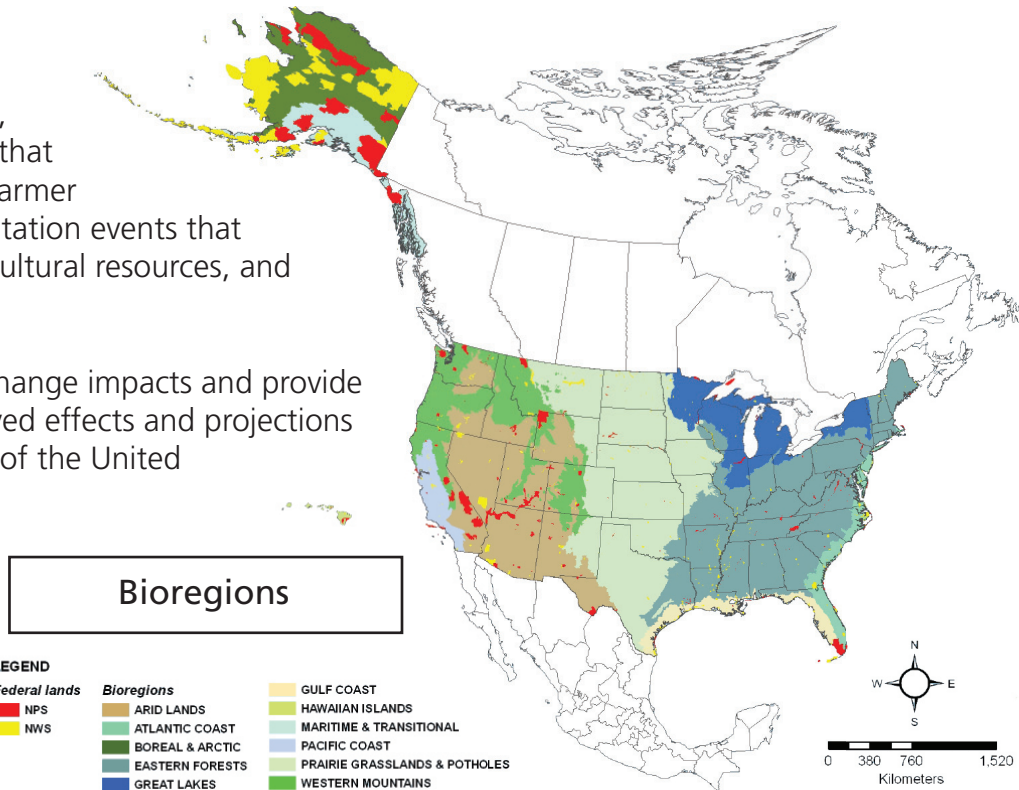 ,
that
armer
tation events that
ultural resources, and
hange impacts and provide
ved effects and projections
of the United
Bioregions
LEGEND
Federal lands
NPS
NWS
Bioregions
ARID LANDS
ATLANTIC COAST
BOREAL & ARCTIC
EASTERN FORESTS
GREAT LAKES
GULF COAST
HAWAIIAN ISLANDS
MARITIME & TRANSITIONAL
PACIFIC COAST
PRAIRIE GRASSLANDS & POTHOLES
WESTERN MOUNTAINS
N
W E
S
0 380 760 1,520
Kilometers